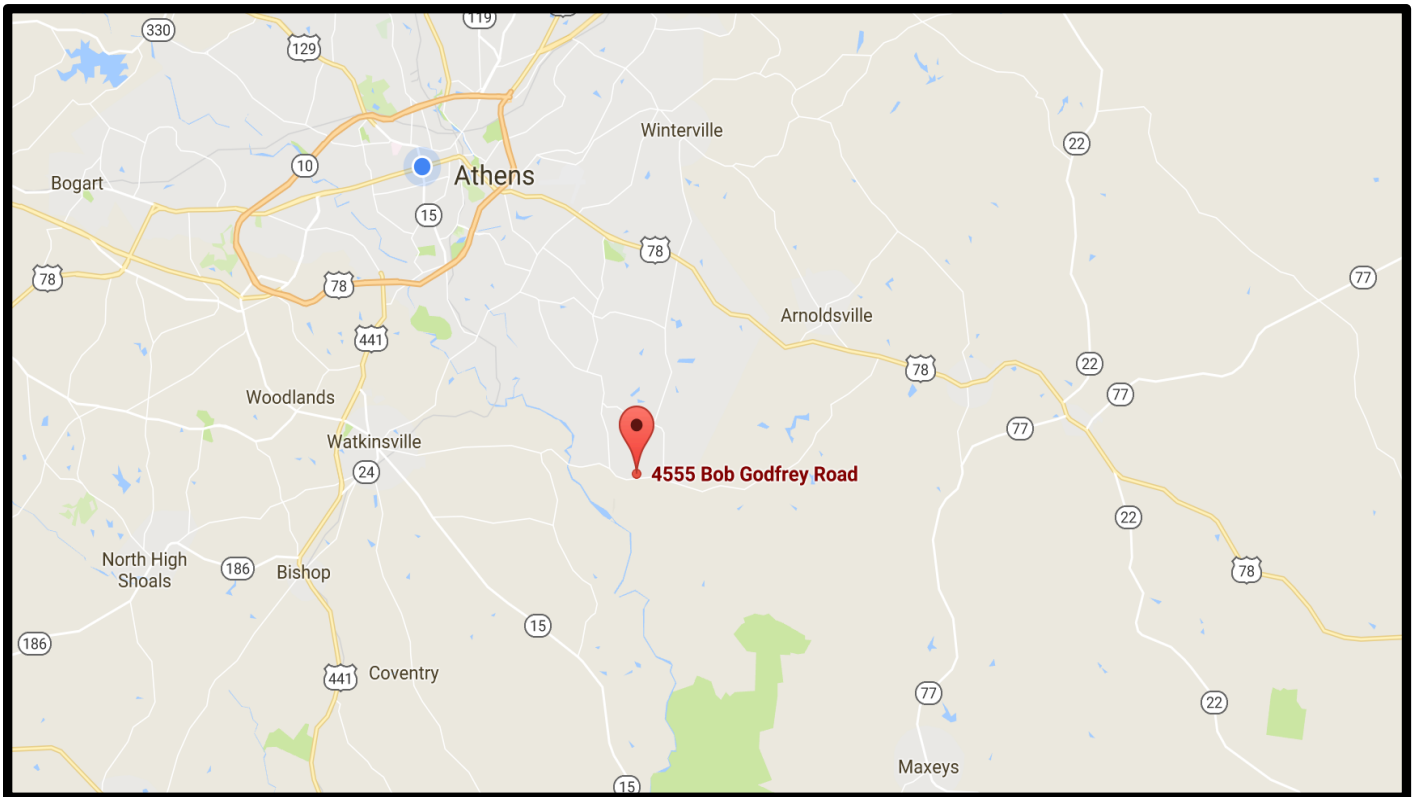 119
330
129
Winterville
22
10
Athens
Bogart
15
78
77
78
78
Arnoldsville
441
22
78
77
Woodlands
77
Watkinsville
24
4555 Bob Godfrey Road
22
North High
Shoals
186
Bishop
78
15
186
Coventry
441
77
22
Maxeys
15